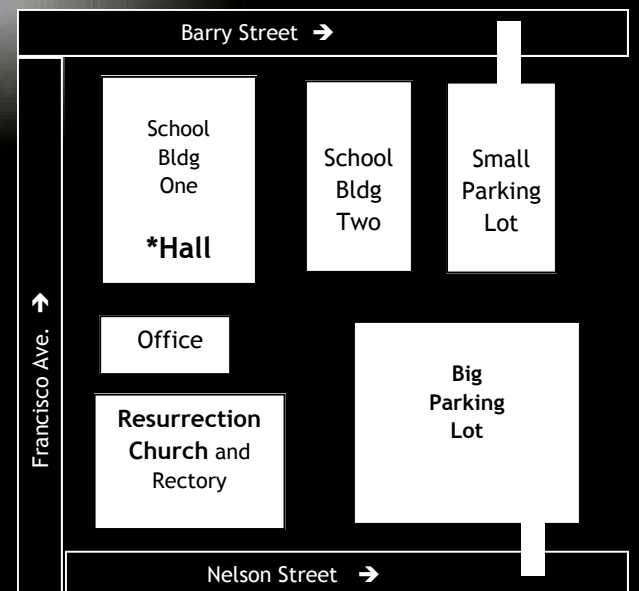 Barry Street ➔
School
Bldg
One
*Hall
School
Bldg
Two
Small
Parking
Lot
Francisco Ave. ➔
Office
Big
Parking
Lot
Resurrection
Church and
Rectory
Nelson Street ➔